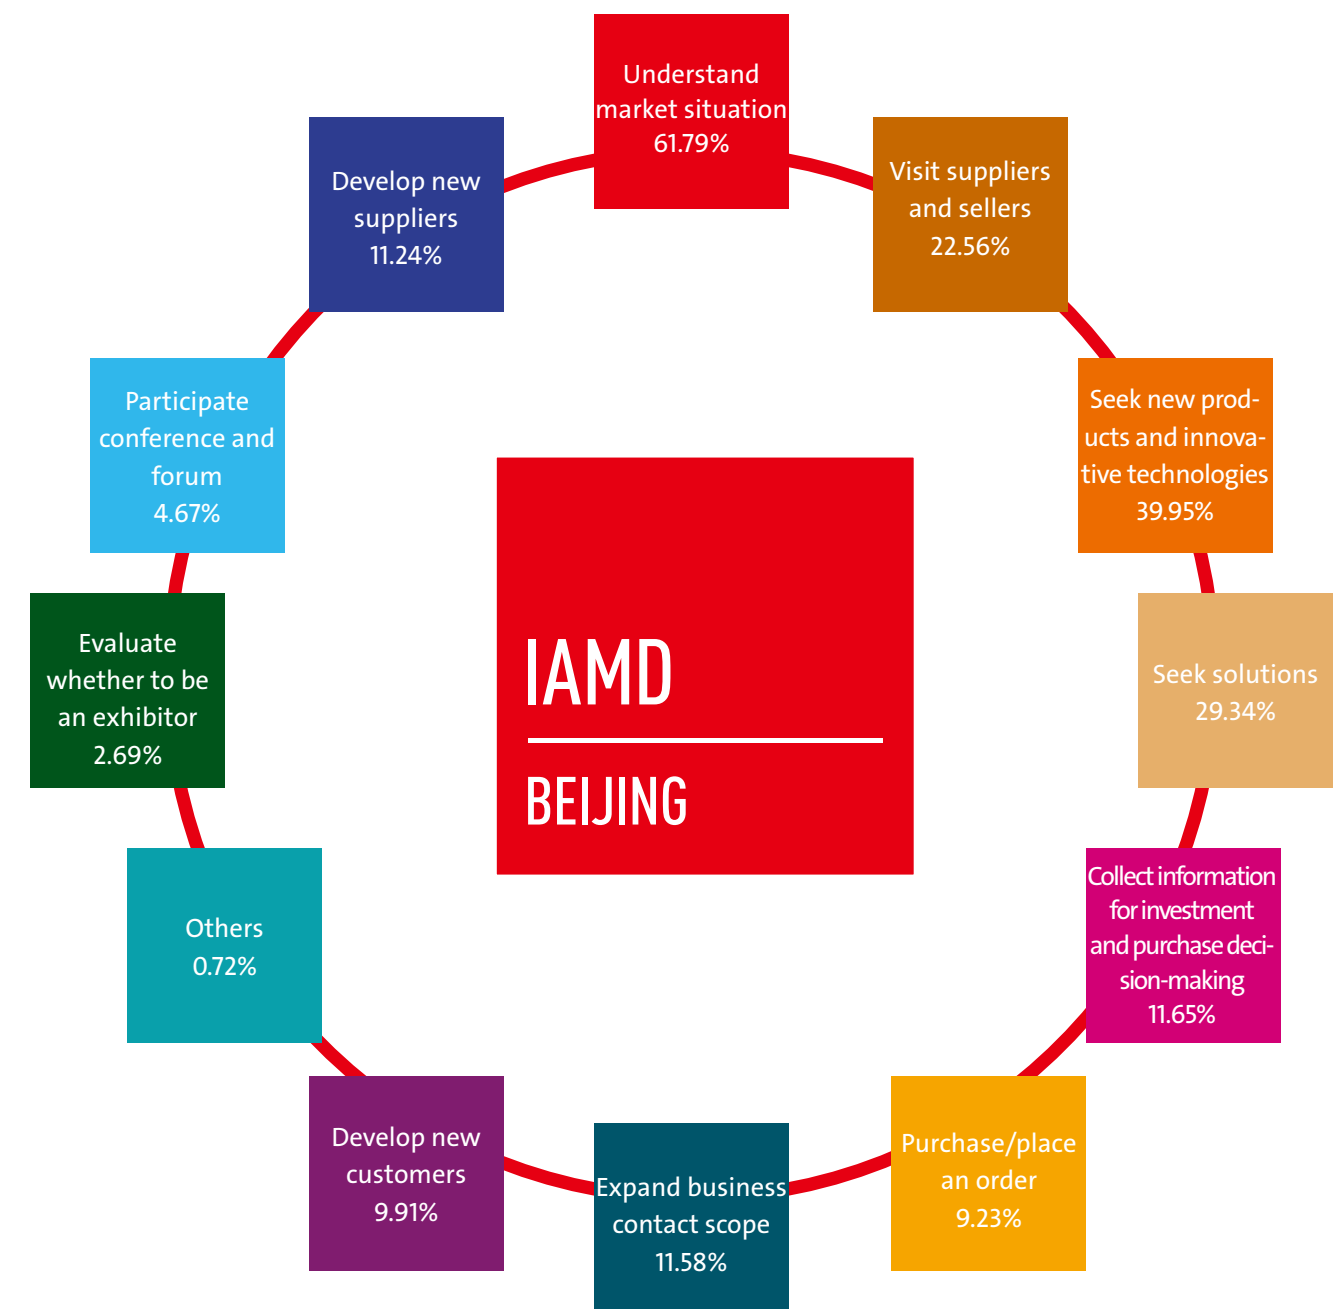 Understand
market situation
61.79%
Visit suppliers
and sellers
22.56%
Seek new prod-
ucts and innova-
tive technologies
39.95%
Seek solutions
29.34%
Collect information
for investment
and purchase deci-
sion-making
11.65%
Purchase/place
an order
9.23%
Expand business
contact scope
11.58%
Develop new
customers
9.91%
Others
0.72%
Evaluate
whether to be
an exhibitor
2.69%
Participate
conference and
forum
4.67%
Develop new
suppliers
11.24%
IAMD
BEIJING